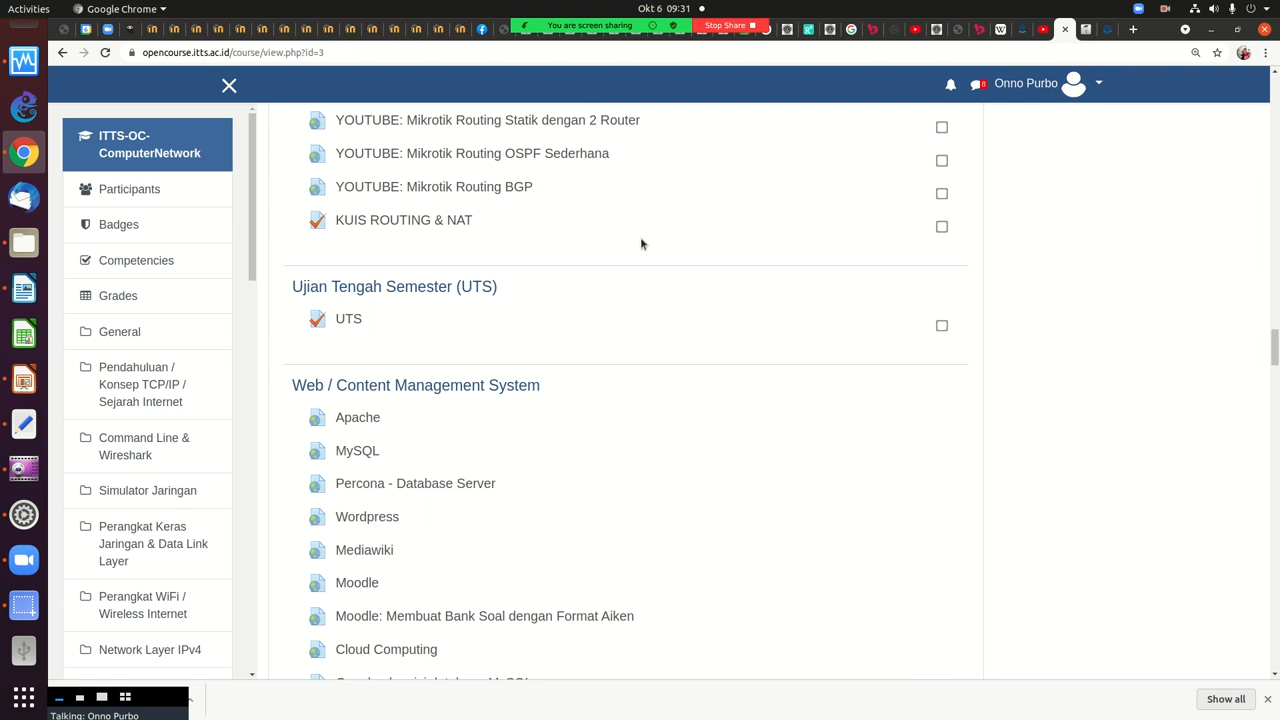 Activities
Google Chrome
Okt 6 09:31
You are screen sharing
Stop Share
opencourse.itts.ac.id/course/view.php?id=3
8
Onno Purbo
ITTS-OC-
ComputerNetwork
Participants
Badges
Competencies
Grades
General
Pendahuluan /
Konsep TCP/IP /
Sejarah Internet
Command Line &
Wireshark
Simulator Jaringan
Perangkat Keras
Jaringan & Data Link
Layer
Perangkat WiFi /
Wireless Internet
Network Layer IPv4
YOUTUBE: Mikrotik Routing Statik dengan 2 Router
YOUTUBE: Mikrotik Routing OSPF Sederhana
YOUTUBE: Mikrotik Routing BGP
KUIS ROUTING & NAT
Ujian Tengah Semester (UTS)
UTS
Web / Content Management System
Apache
MySQL
Percona - Database Server
Wordpress
Mediawiki
Moodle
Moodle: Membuat Bank Soal dengan Format Aiken
Cloud Computing
Show all
Talking: Onno Purbo